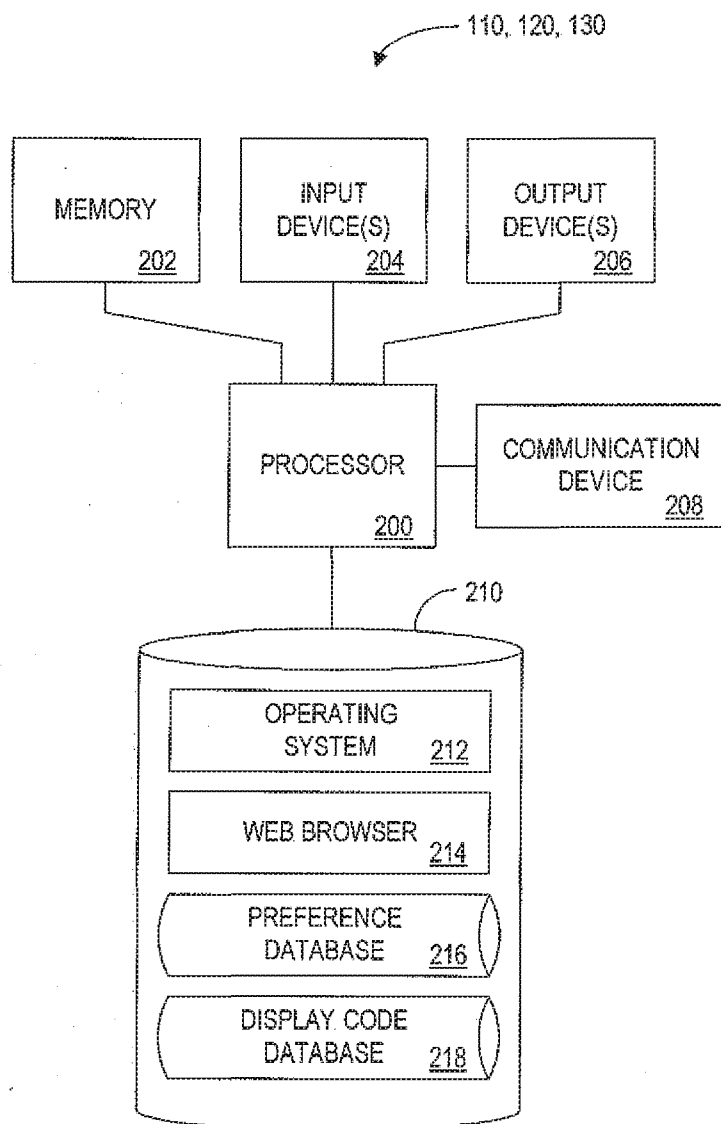 110, 120, 130
MEMORY
202
INPUT
DEVICE(S)
204
OUTPUT
DEVICE(S)
206
PROCESSOR
200
COMMUNICATION
DEVICE
208
210
OPERATING
SYSTEM
212
WEB BROWSER
214
PREFERENCE
DATABASE
216
DISPLAY CODE
DATABASE
218